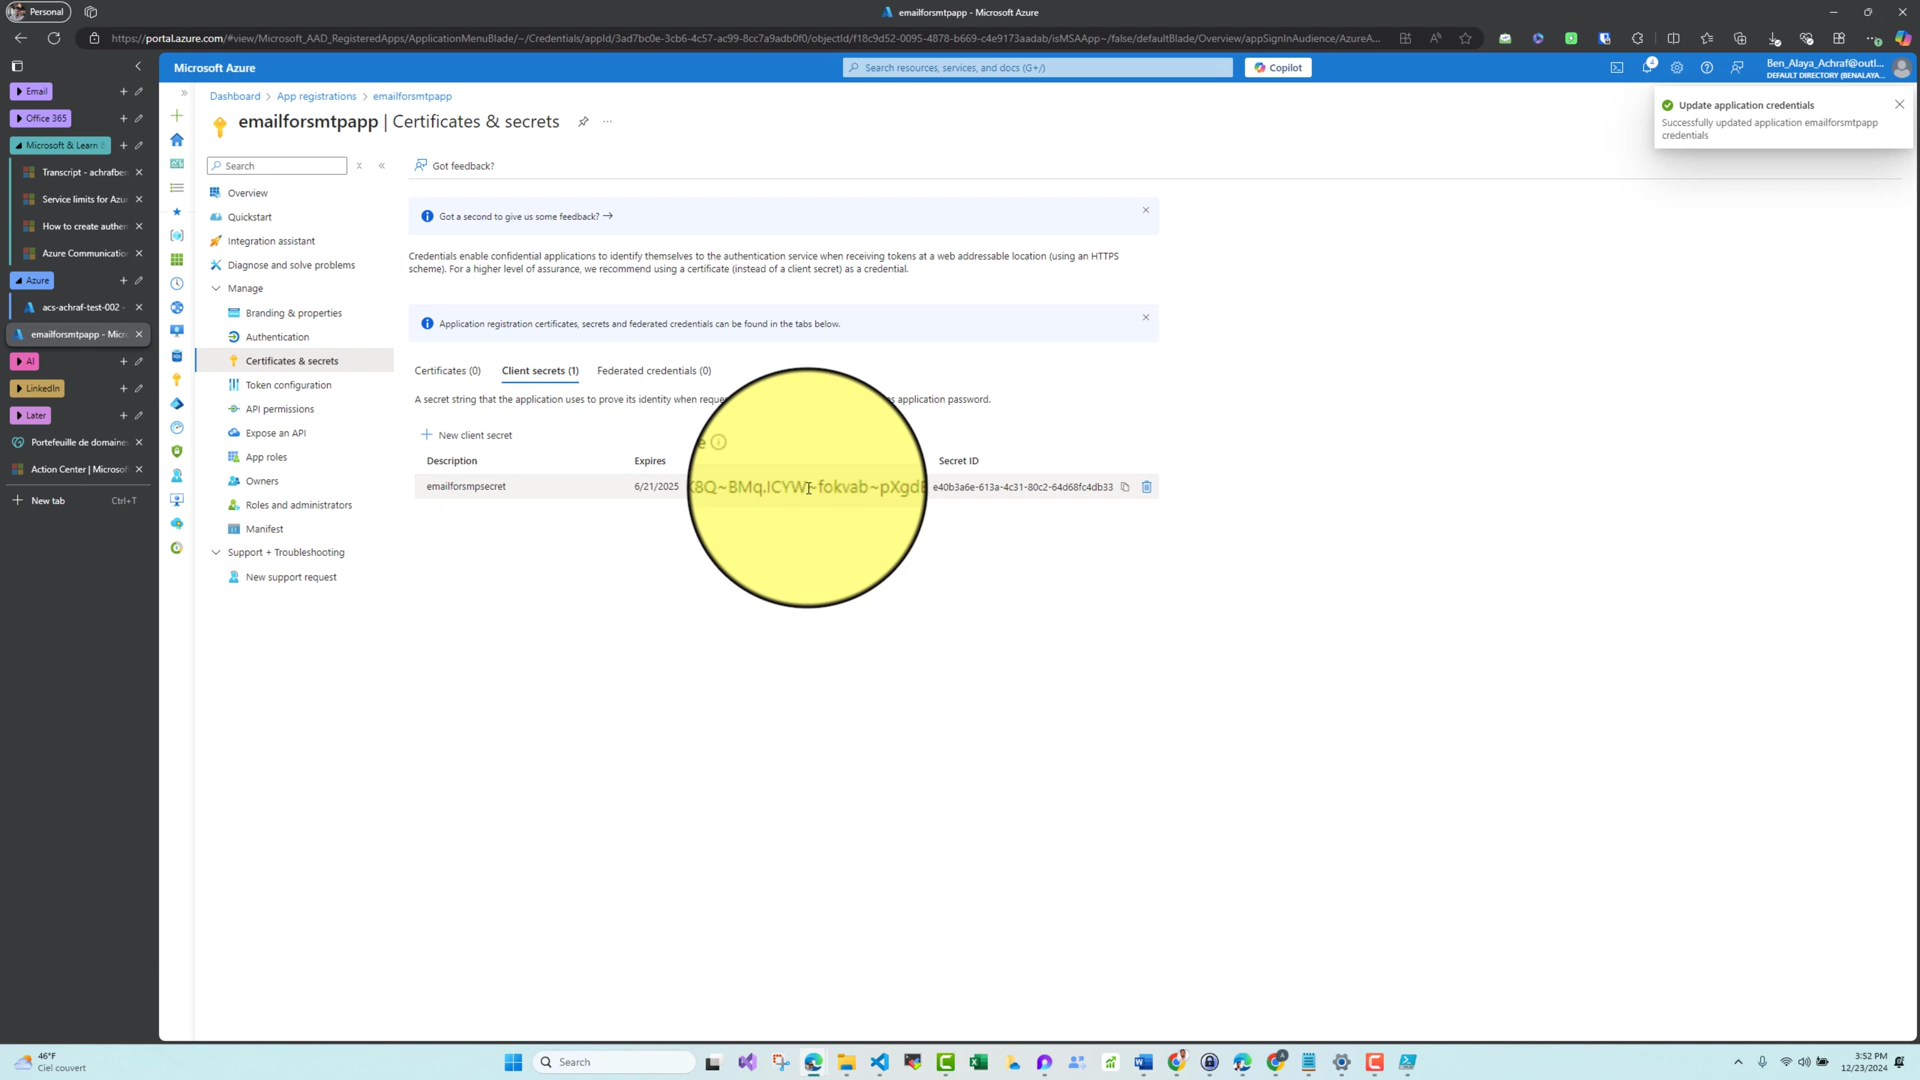 Personal
emailforsmtpapp - Microsoft Azure
https://portal.azure.com/#view/Microsoft_AAD_RegisteredApps/ApplicationMenuBlade/~/Credentials/appId/3ad7bc0e-3cb6-4c57-ac99-8cc7a9adb0f0/objectId/f18c9d52-0095-4878-b669-c4e9173aadab/isMSAApp~/false/defaultBlade/Overview/appSignInAudience/AzureA...
Microsoft Azure
Search resources, services, and docs (G+/)
Copilot
4
Ben_Alaya_Achraf@outl...
DEFAULT DIRECTORY (BENALAYA...
Email
Office 365
Microsoft & Learn
Transcript - achrafben
Service limits for Azu
How to create authen
Azure Communicatio
Azure
acs-achraf-test-002 -
emailforsmtpapp - Micr
AI
LinkedIn
Later
Portefeuille de domaine
Action Center | Microsof
New tab Ctrl+T
Dashboard > App registrations > emailforsmtpapp
emailforsmtpapp | Certificates & secrets
Update application credentials
Successfully updated application emailforsmtpapp
credentials
Search
Got feedback?
Overview
Quickstart
Integration assistant
Diagnose and solve problems
Manage
Branding & properties
Authentication
Certificates & secrets
Token configuration
API permissions
Expose an API
App roles
Owners
Roles and administrators
Manifest
Support + Troubleshooting
New support request
Got a second to give us some feedback?
Credentials enable confidential applications to identify themselves to the authentication service when receiving tokens at a web addressable location (using an HTTPS
scheme). For a higher level of assurance, we recommend using a certificate (instead of a client secret) as a credential.
Application registration certificates, secrets and federated credentials can be found in the tabs below.
Certificates (0) Client secrets (1) Federated credentials (0)
A secret string that the application uses to prove its identity when reque as application password.
New client secret
Description Expires e Secret ID
emailforsmpsecret 6/21/2025 K8Q~BMq.ICYW~fokvab~pXgdE e40b3a6e-613a-4c31-80c2-64d68fc4db33
46°F
Ciel couvert
Search
3:52 PM
12/23/2024